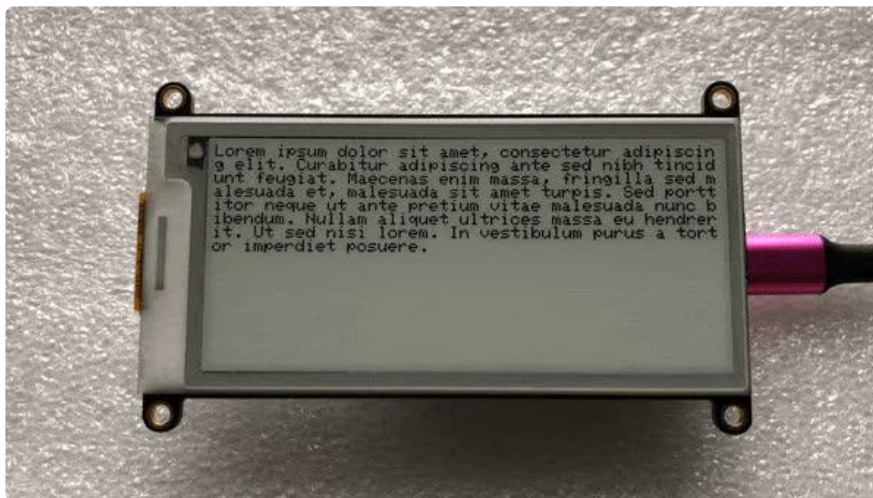 Lorem ipsum dolor sit amet, consectetur adipiscin
g elit. Curabitur adipiscing ante sed nibh tincid
unt feugiat. Maecenas enim massa, fringilla sed m
alesuada et, malesuada sit amet turpis. Sed portt
itor neque ut ante pretium vitae malesuada nunc b
ibendum. Nullam aliquet ultrices massa eu hendrer
it. Ut sed nisi lorem. In vestibulum purus a tort
or imperdiet posuere.